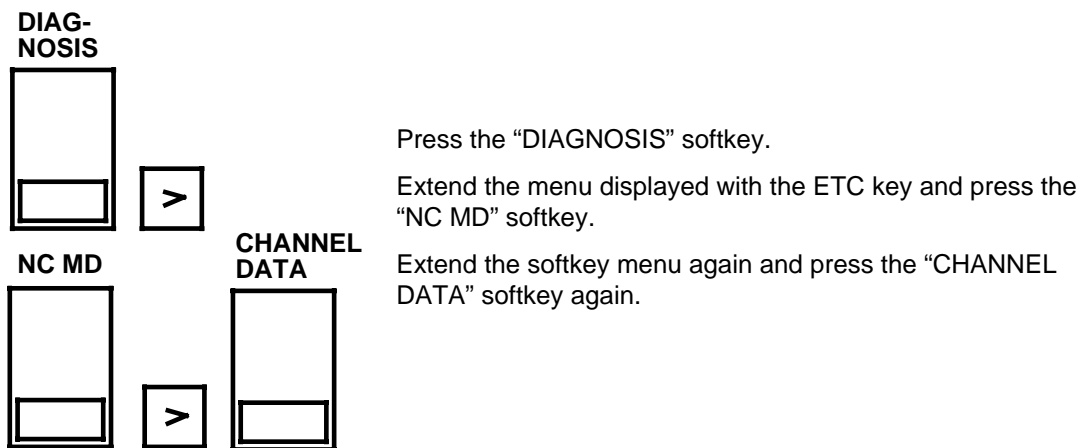 DIAG-
NOSIS
>
Press the “DIAGNOSIS” softkey.
Extend the menu displayed with the ETC key and press the
“NC MD” softkey.
NC MD
CHANNEL
DATA
>
Extend the softkey menu again and press the “CHANNEL
DATA” softkey again.